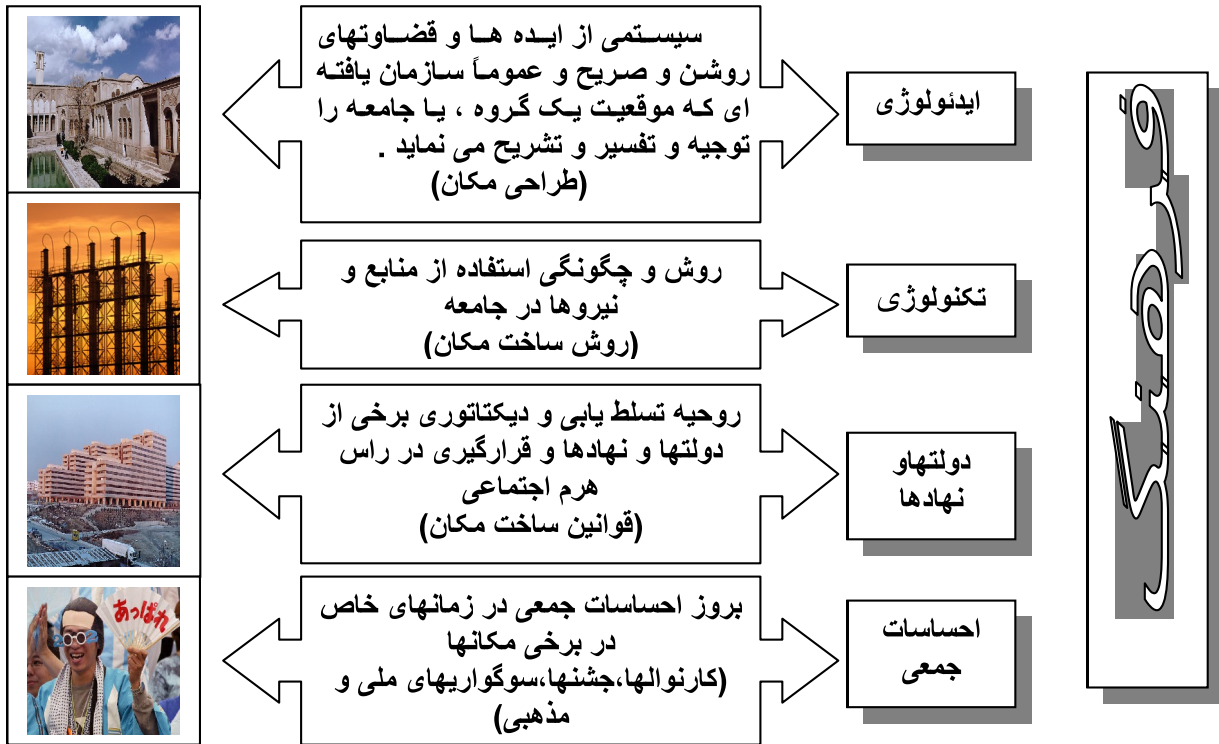 فرهنگ
ایدئولوژی
سیستمی از ایده ها و قضاوتهای
روشن و صریح و عموماً سازمان یافته
ای که موقعیت یک گروه ، یا جامعه را
توجیه و تفسیر و تشریح می نماید .
(طراحی مکان)
تکنولوژی
روش و چگونگی استفاده از منابع و
نیروها در جامعه
(روش ساخت مکان)
دولتهاو
نهادها
روحیه تسلط یابی و دیکتاتوری برخی از
دولتها و نهادها و قرارگیری در راس
هرم اجتماعی
(قوانین ساخت مکان)
احساسات
جمعی
بروز احساسات جمعی در زمانهای خاص
در برخی مکانها
(کارنوالها،جشنها،سوگواریهای ملی و
مذهبی)
あっぱれ